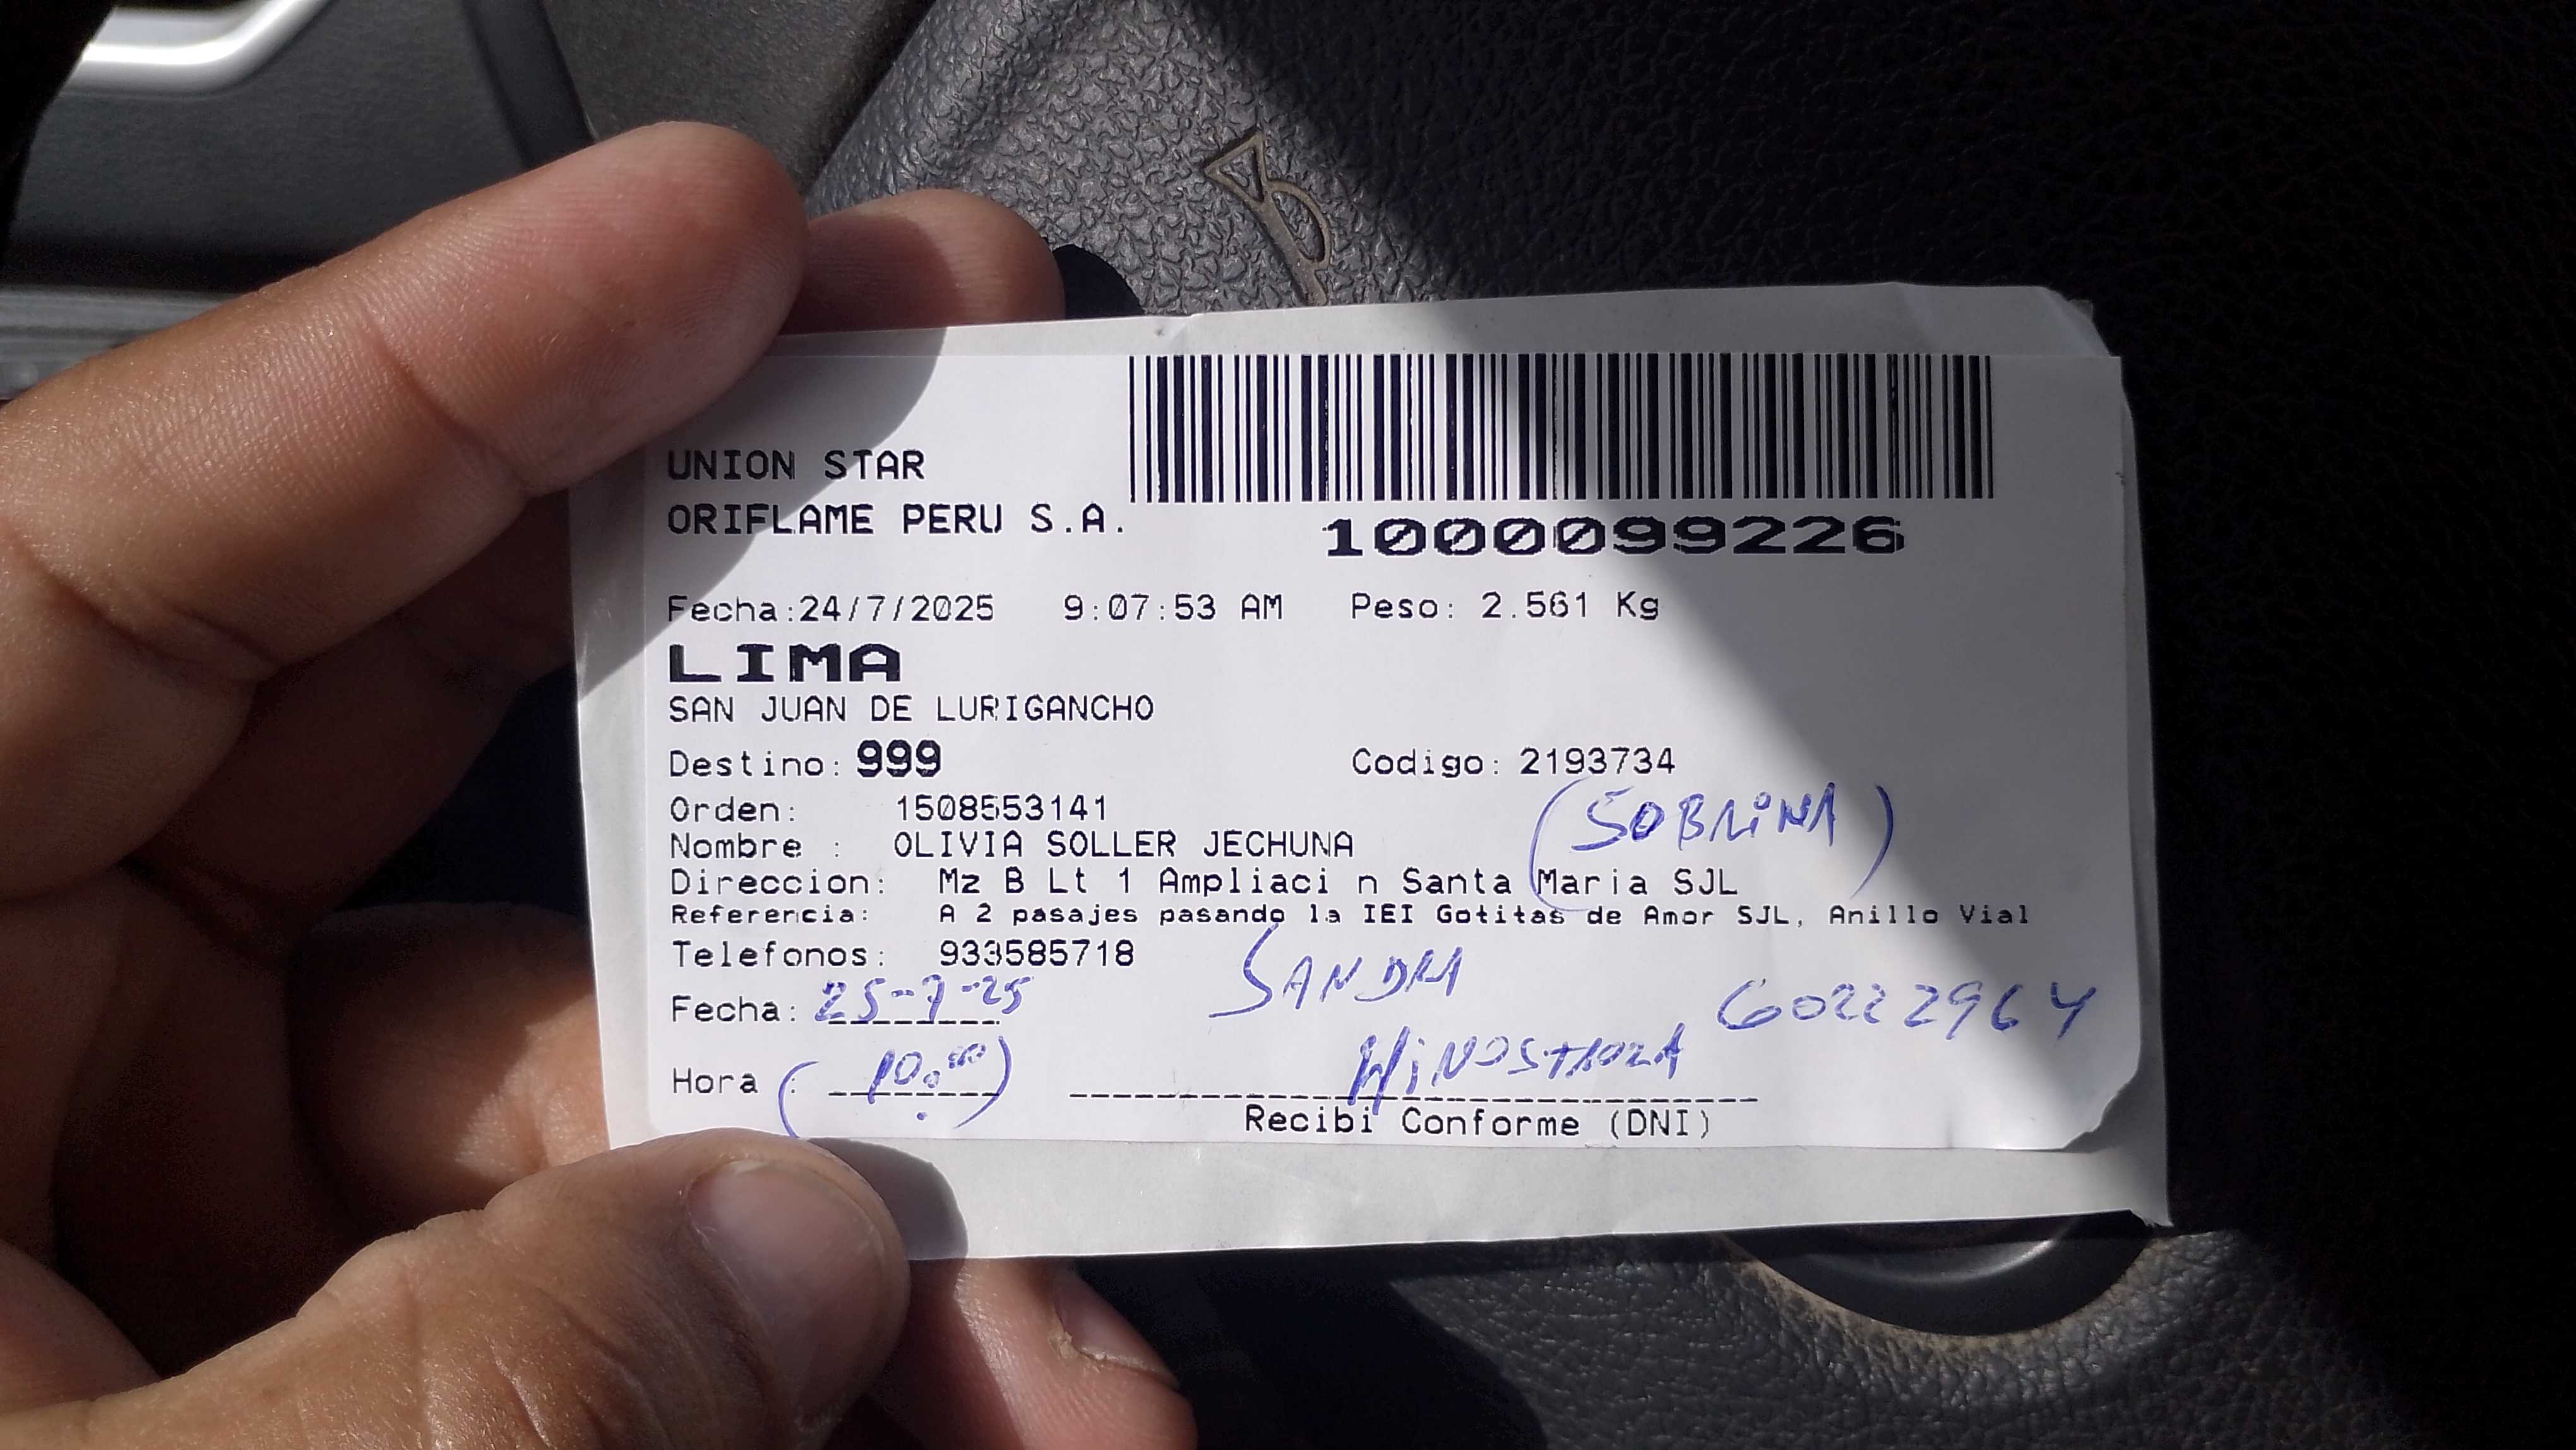 UNION STAR
ORIFLAME PERU S.A.
1000099226
Fecha:24/7/2025 9:07:53 AM Peso: 2.561 Kg
LIMA
SAN JUAN DE LURIGANCHO
Destino: 999 Codigo: 2193734
Orden: 1508553141 (SOBRINA)
Nombre : OLIVIA SOLLER JECHUNA
Direccion: Mz B Lt 1 Ampliaci n Santa Maria SJL
Referencia: A 2 pasajes pasando la IEI Gotitas de Amor SJL, Anillo Vial
Telefonos: 933585718 SANDRA
Fecha: 25-7-25 60222964
Hora : (10:00) HINOSTROZA
Recibi Conforme (DNI)